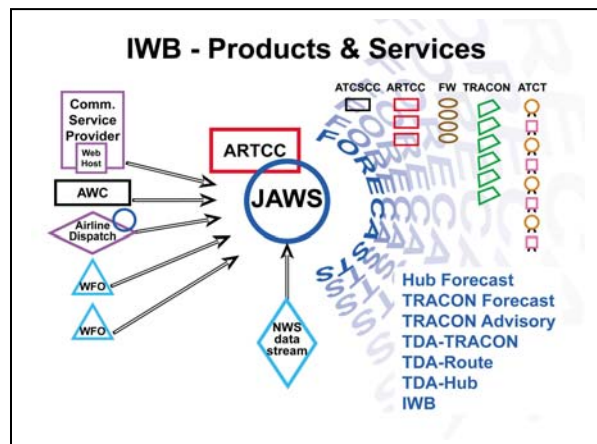 IWB - Products & Services
ATCSCC ARTCC FW TRACON ATCT
Comm.
Service
Provider
Web
Host
AWC
Airline
Dispatch
WFO
WFO
ARTCC
JAWS
NWS
data
stream
FORECASTS
Hub Forecast
TRACON Forecast
TRACON Advisory
TDA-TRACON
TDA-Route
TDA-Hub
IWB